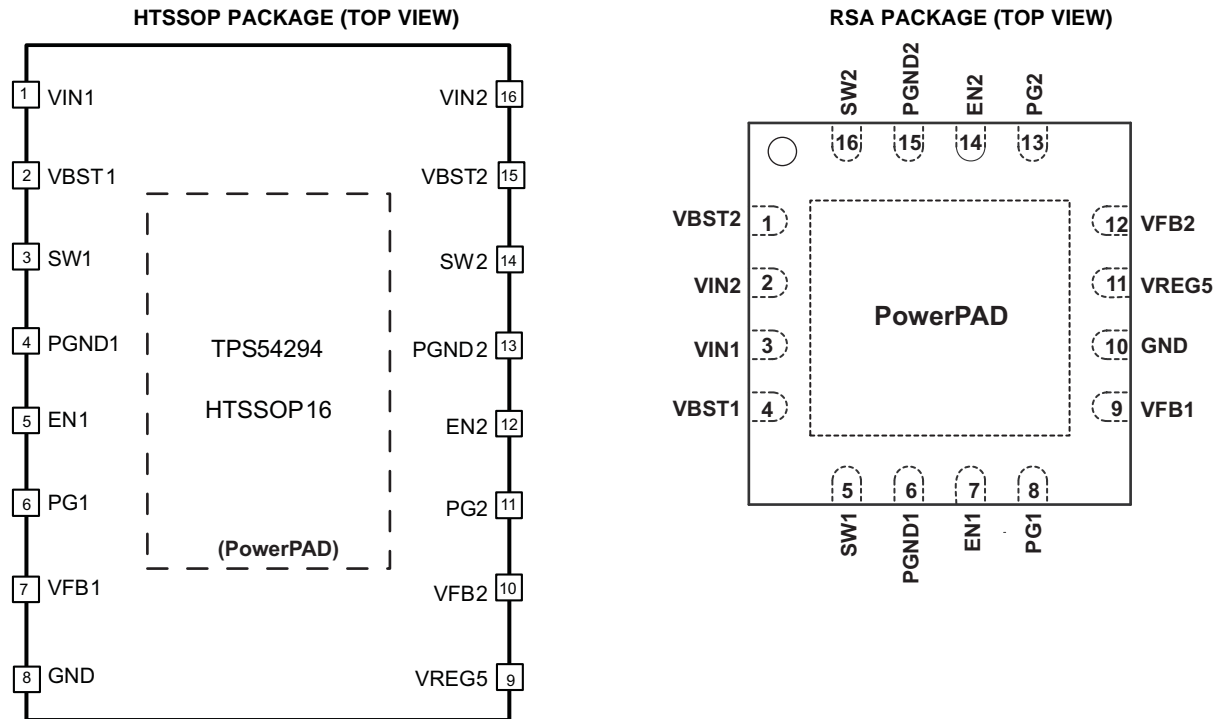 HTSSOP PACKAGE (TOP VIEW)
1 VIN1
2 VBST1
3 SW1
4 PGND1
5 EN1
6 PG1
7 VFB1
8 GND
VIN2 16
VBST2 15
SW2 14
PGND2 13
EN2 12
PG2 11
VFB2 10
VREG5 9
TPS54294
HTSSOP16
(PowerPAD)
RSA PACKAGE (TOP VIEW)
SW2
PGND2
EN2
PG2
16 15 14 13
VBST2 1
VIN2 2
VIN1 3
VBST1 4
PowerPAD
12 VFB2
11 VREG5
10 GND
9 VFB1
5 6 7 8
SW1
PGND1
EN1
PG1